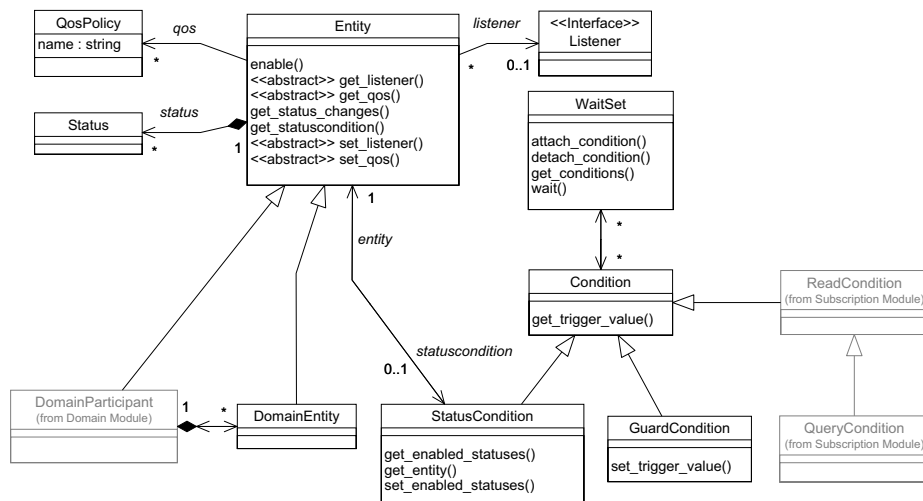 QosPolicy
name : string
qos
*
Entity
enable()
<<abstract>> get_listener()
<<abstract>> get_qos()
get_status_changes()
get_statuscondition()
<<abstract>> set_listener()
<<abstract>> set_qos()
listener
*
0..1
<<Interface>>
Listener
Status
status
*
1
WaitSet
attach_condition()
detach_condition()
get_conditions()
wait()
1
entity
*
*
Condition
get_trigger_value()
ReadCondition
(from Subscription Module)
statuscondition
0..1
DomainParticipant
(from Domain Module)
1
*
DomainEntity
StatusCondition
get_enabled_statuses()
get_entity()
set_enabled_statuses()
GuardCondition
set_trigger_value()
QueryCondition
(from Subscription Module)